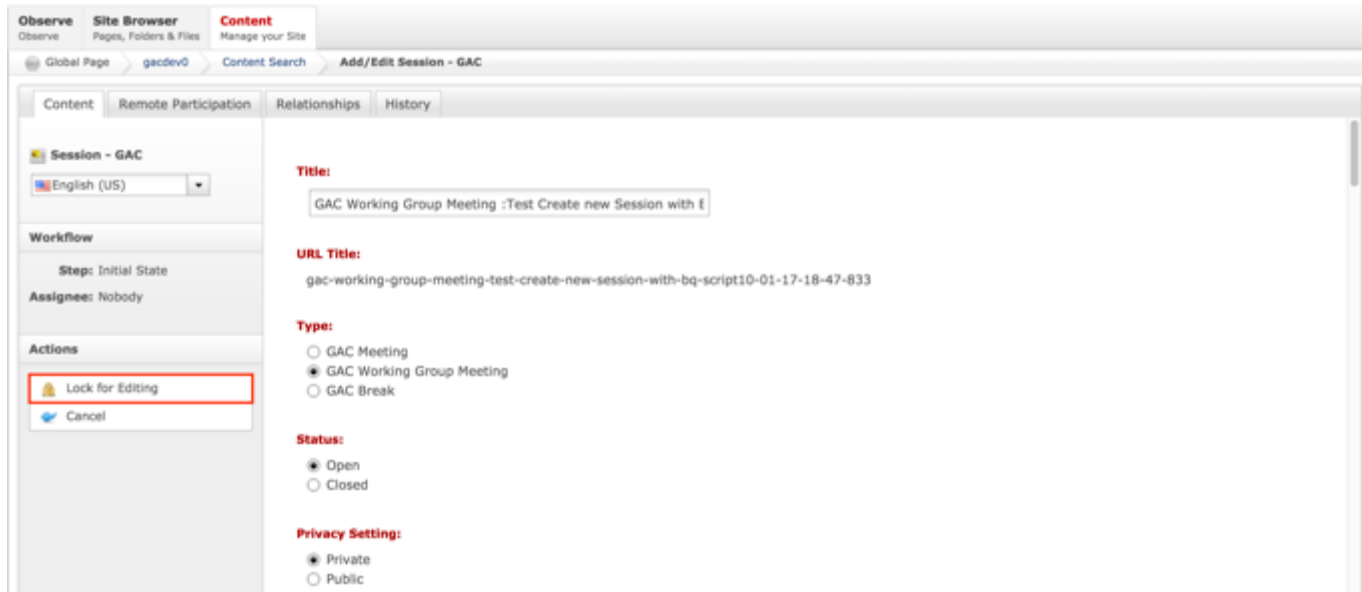 Observe Site Browser Content
Observe Pages, Folders & Files Manage your Site
Global Page gacdev0 Content Search Add/Edit Session - GAC
Content Remote Participation Relationships History
Session - GAC
English (US)
Workflow
Step: Initial State
Assignee: Nobody
Actions
Lock for Editing
Cancel
Title:
GAC Working Group Meeting :Test Create new Session with
URL Title:
gac-working-group-meeting-test-create-new-session-with-bq-script10-01-17-18-47-833
Type:
GAC Meeting
GAC Working Group Meeting
GAC Break
Status:
Open
Closed
Privacy Setting:
Private
Public